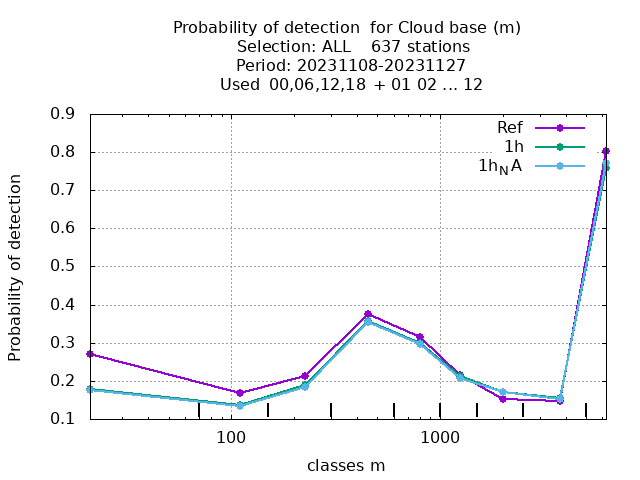 Probability of detection  for Cloud base (m)
Selection: ALL    637 stations
Period: 20231108-20231127
Used  00,06,12,18  + 01 02 ... 12
Ref
1h
1hNA
0.9
0.8
0.7
0.6
0.5
0.4
0.3
0.2
0.1
Probability of detection
100
1000
classes m